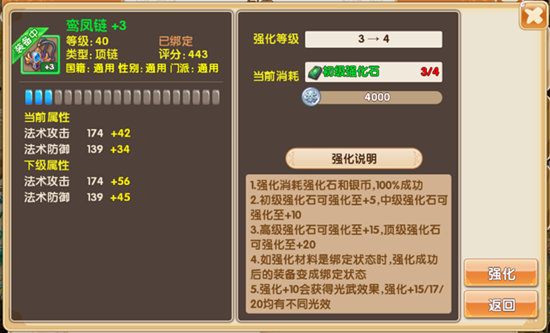 鸾凤链 +3
装备中
+3
等级: 40 已绑定
类型: 顶链 评分: 443
国籍: 通用 性别: 通用 门派: 通用
当前属性
法术攻击 174 +42
法术防御 139 +34
下级属性
法术攻击 174 +56
法术防御 139 +45
强化等级 3 → 4
当前消耗 初级强化石 3/4
4000
强化说明
1.强化消耗强化石和银币,100%成功
2.初级强化石可强化至+5,中级强化石可
强化至+10
3.高级强化石可强化至+15,顶级强化石
可强化至+20
4.如强化材料是绑定状态时,强化成功
后的装备变成绑定状态
5.强化+10会获得光武效果,强化+15/17/
20均有不同光效
强化
返回